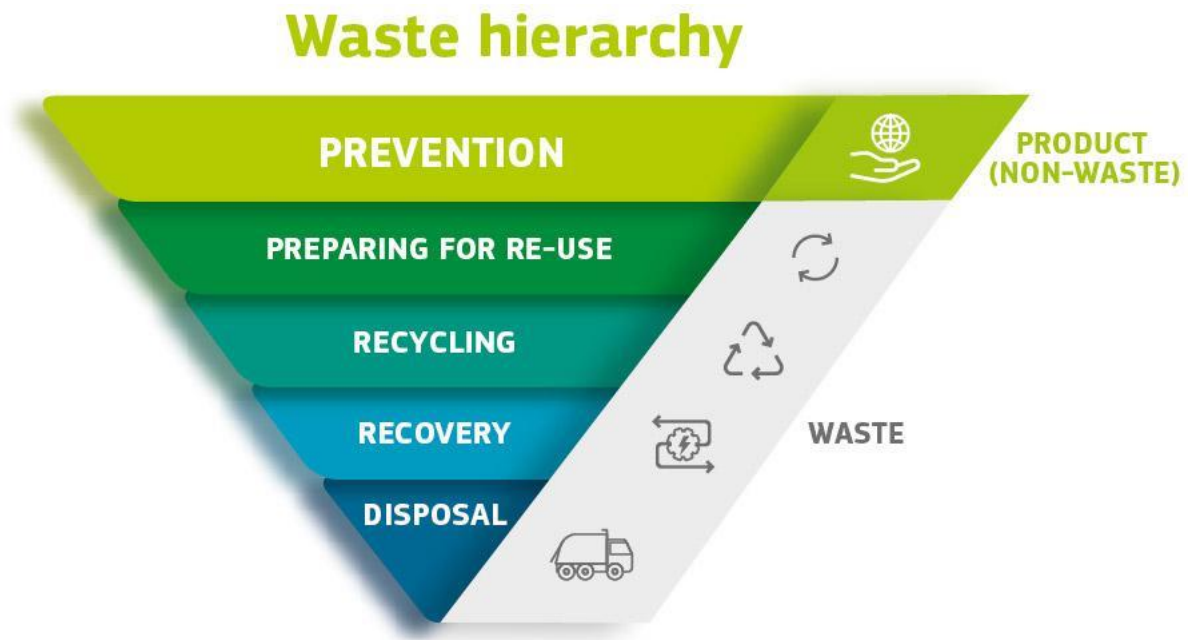 Waste hierarchy
PREVENTION
PRODUCT
(NON-WASTE)
PREPARING FOR RE-USE
RECYCLING
RECOVERY
WASTE
DISPOSAL